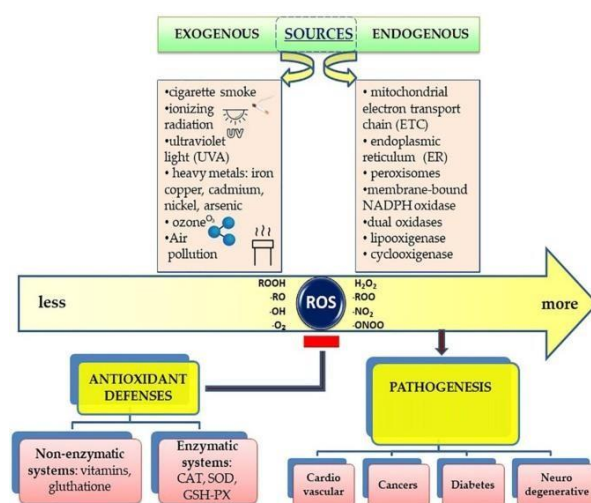 EXOGENOUS SOURCES ENDOGENOUS
•cigarette smoke
•ionizing
radiation
•ultraviolet
light (UVA)
• heavy metals: iron
copper, cadmium,
nickel, arsenic
• ozone
•Air
pollution
UV
O₃
• mitochondrial
electron transport
chain (ETC)
• endoplasmic
reticulum (ER)
• peroxisomes
•membrane-bound
NADPH oxidase
• dual oxidases
• lipooxigenase
• cyclooxigenase
less
ROOH
·RO
·OH
·O₂
ROS
H₂O₂
·ROO
·NO₂
·ONOO
more
ANTIOXIDANT
DEFENSES
Non-enzymatic
systems: vitamins,
gluthatione
Enzymatic
systems:
CAT, SOD,
GSH-PX
PATHOGENESIS
Cardio
vascular
Cancers
Diabetes
Neuro
degenerative